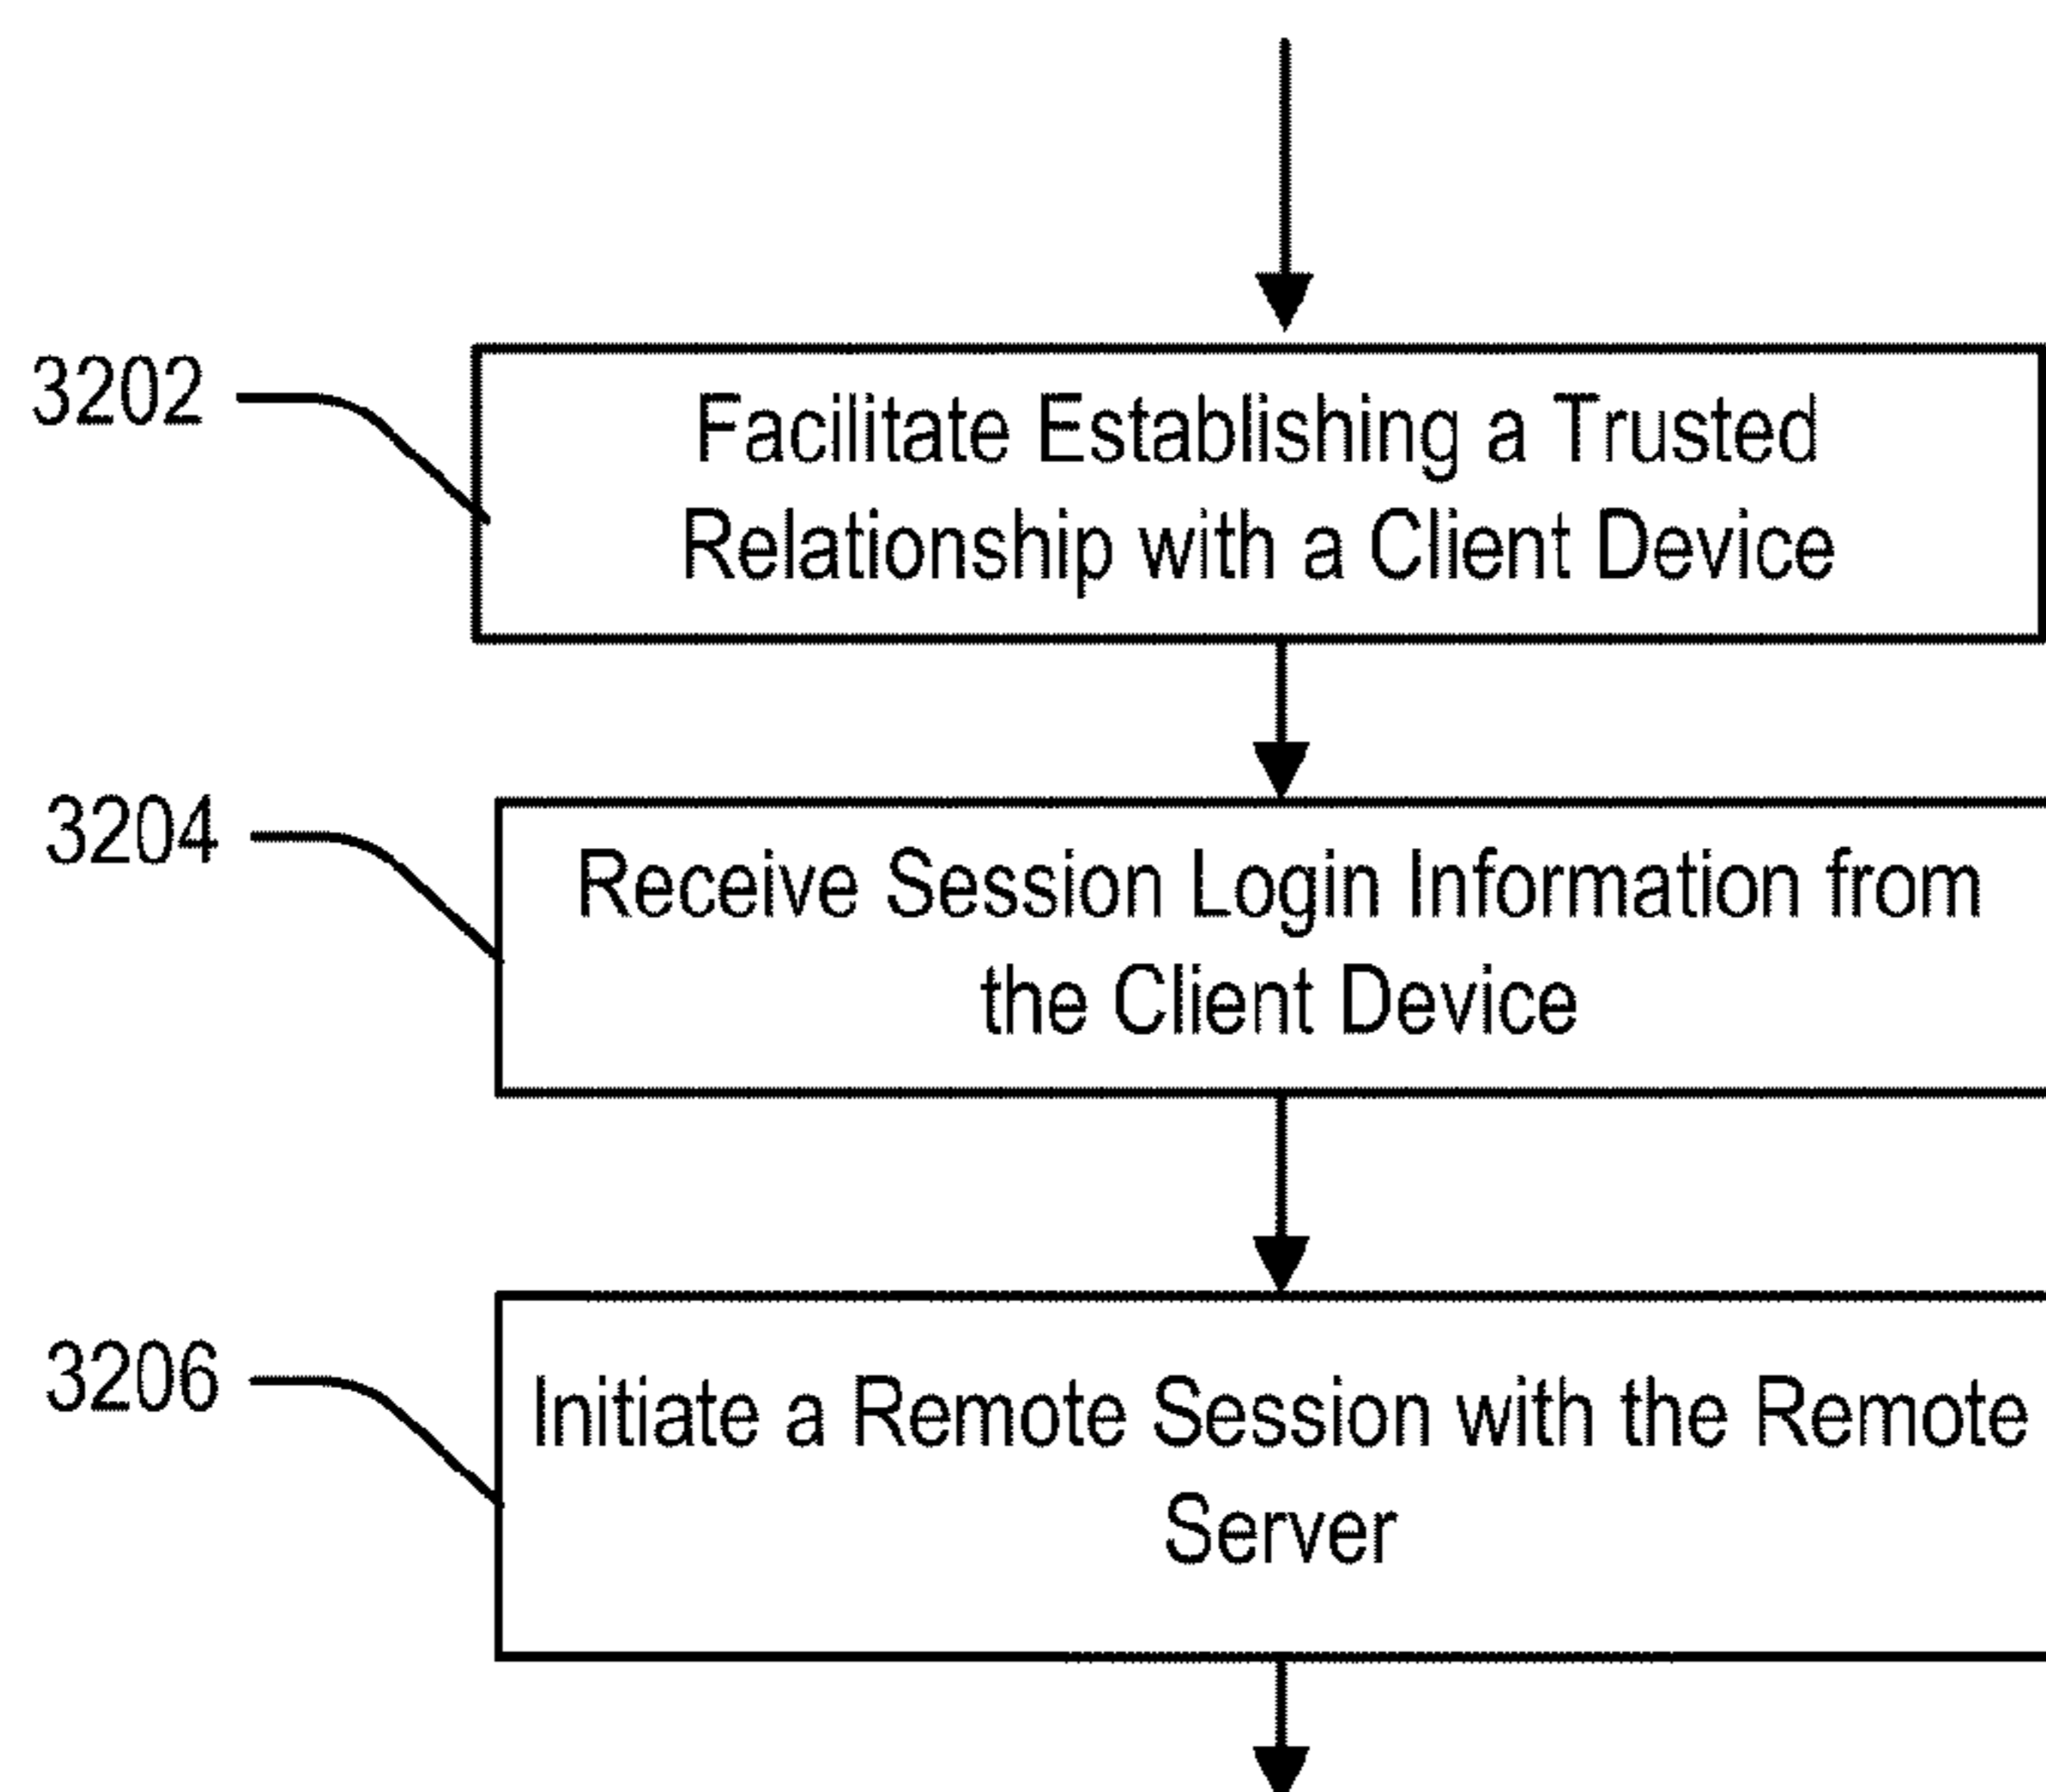 3202
Facilitate Establishing a Trusted
Relationship with a Client Device
3204
Receive Session Login Information from
the Client Device
3206
Initiate a Remote Session with the Remote
Server